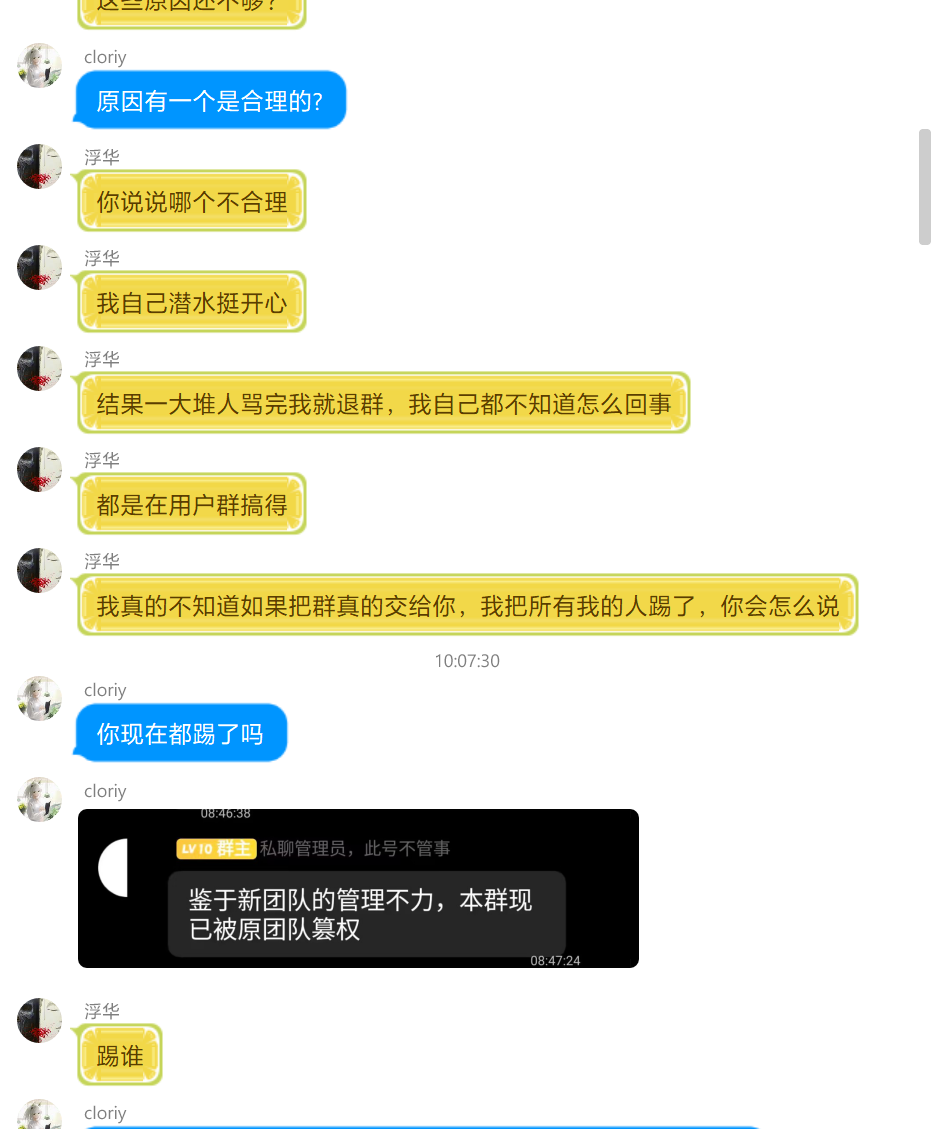 这些原因还不够？
cloriy
原因有一个是合理的?
浮华
你说说哪个不合理
浮华
我自己潜水挺开心
浮华
结果一大堆人骂完我就退群，我自己都不知道怎么回事
浮华
都是在用户群搞得
浮华
我真的不知道如果把群真的交给你，我把所有我的人踢了，你会怎么说
10:07:30
cloriy
你现在都踢了吗
cloriy
08:46:38
LV10 群主 私聊管理员，此号不管事
鉴于新团队的管理不力，本群现
已被原团队篡权
08:47:24
浮华
踢谁
cloriy